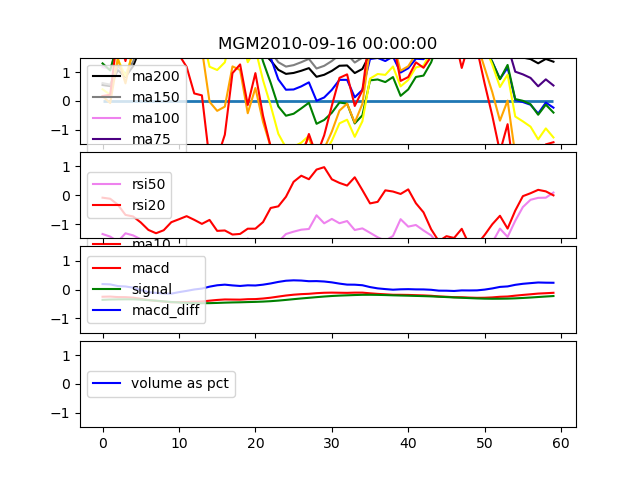 MGM2010-09-16 00:00:00
1
0
−1
ma200
ma150
ma100
ma75
1
0
−1
rsi50
rsi20
ma10
1
0
−1
macd
signal
macd_diff
1
0
−1
volume as pct
0 10 20 30 40 50 60